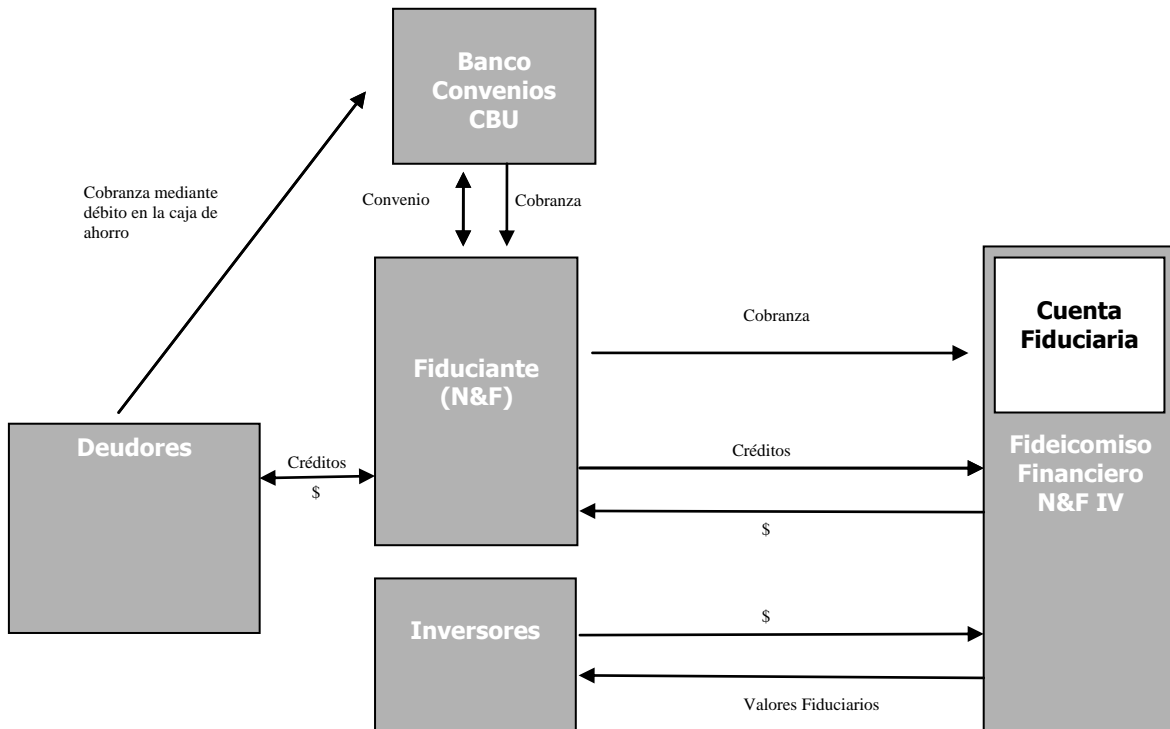 Banco
Convenios
CBU
Cobranza mediante
débito en la caja de
ahorro
Convenio
Cobranza
Cobranza
Cuenta
Fiduciaria
Fiduciante
(N&F)
Deudores
Créditos
$
Créditos
$
Fideicomiso
Financiero
N&F IV
Inversores
$
Valores Fiduciarios